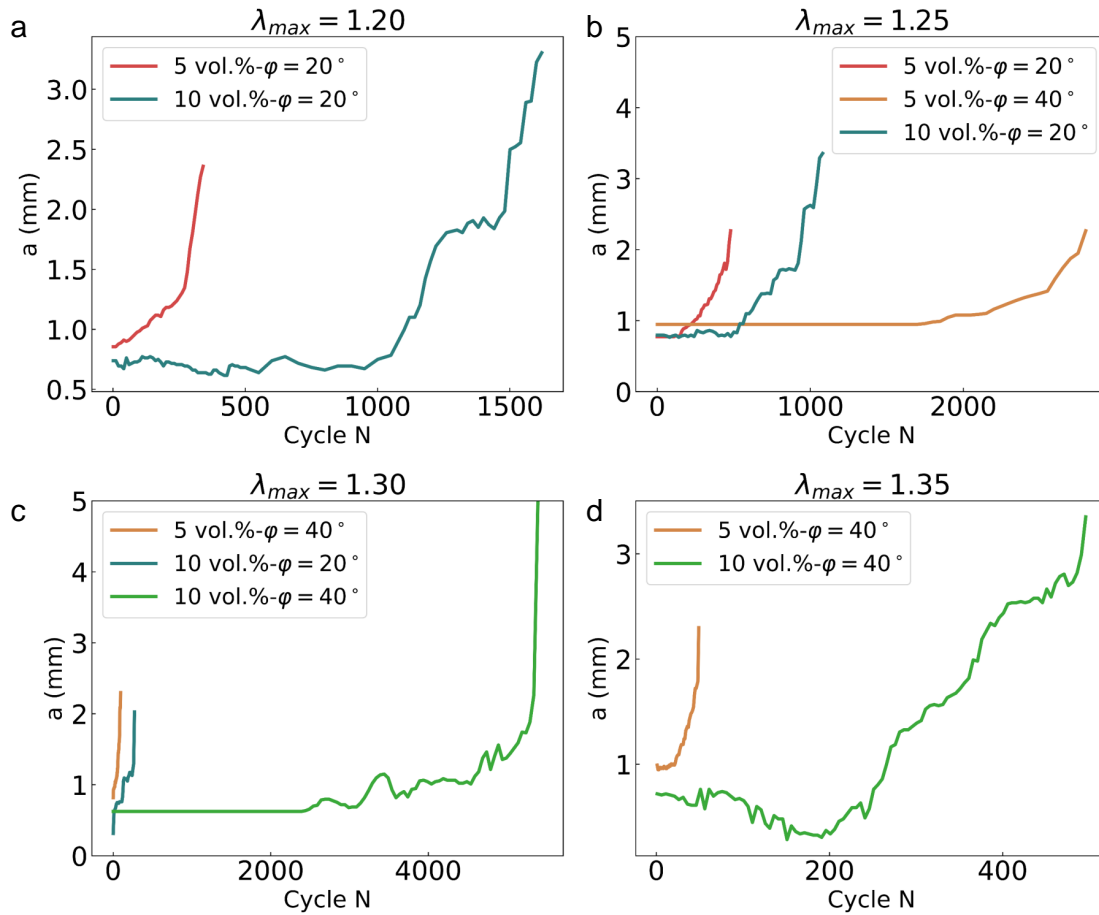 a
λmax = 1.20
5 vol.%-φ = 20°
10 vol.%-φ = 20°
a (mm)
3.0
2.5
2.0
1.5
1.0
0.5
0 500 1000 1500
Cycle N
b
λmax = 1.25
5 vol.%-φ = 20°
5 vol.%-φ = 40°
10 vol.%-φ = 20°
a (mm)
5
4
3
2
1
0
0 1000 2000
Cycle N
c
λmax = 1.30
5 vol.%-φ = 40°
10 vol.%-φ = 20°
10 vol.%-φ = 40°
a (mm)
5
4
3
2
1
0
0 2000 4000
Cycle N
d
λmax = 1.35
5 vol.%-φ = 40°
10 vol.%-φ = 40°
a (mm)
3
2
1
0 200 400
Cycle N